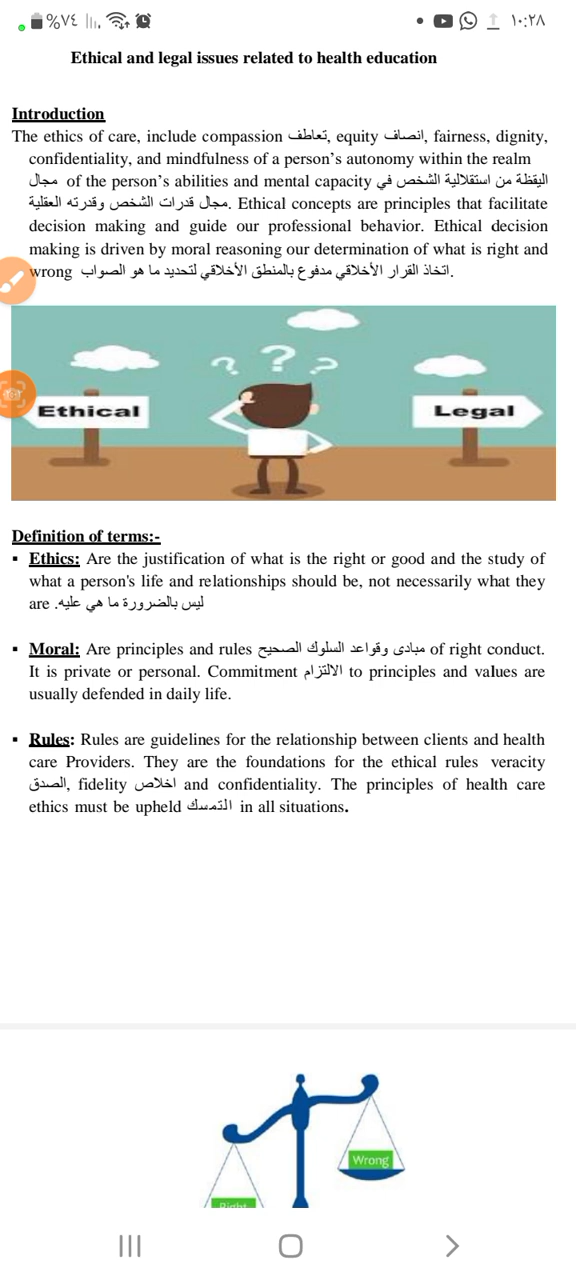 %٧٤ ١٠:٢٨
Ethical and legal issues related to health education
Introduction
The ethics of care, include compassion تعاطف, equity انصاف, fairness, dignity,
confidentiality, and mindfulness of a person's autonomy within the realm
اليقظة من استقلالية الشخص في مجال of the person's abilities and mental capacity
مجال قدرات الشخص وقدرته العقلية. Ethical concepts are principles that facilitate
decision making and guide our professional behavior. Ethical decision
making is driven by moral reasoning our determination of what is right and
wrong اتخاذ القرار الأخلاقي مدفوع بالمنطق الأخلاقي لتحديد ما هو الصواب.
? ? ?
Ethical
Legal
Definition of terms:-
▪ Ethics: Are the justification of what is the right or good and the study of
what a person's life and relationships should be, not necessarily what they
are .ليس بالضرورة ما هي عليه
▪ Moral: Are principles and rules مبادئ وقواعد السلوك الصحيح of right conduct.
It is private or personal. Commitment الالتزام to principles and values are
usually defended in daily life.
▪ Rules: Rules are guidelines for the relationship between clients and health
care Providers. They are the foundations for the ethical rules veracity
الصدق, fidelity اخلاص and confidentiality. The principles of health care
ethics must be upheld التمسك in all situations.
Wrong
Right